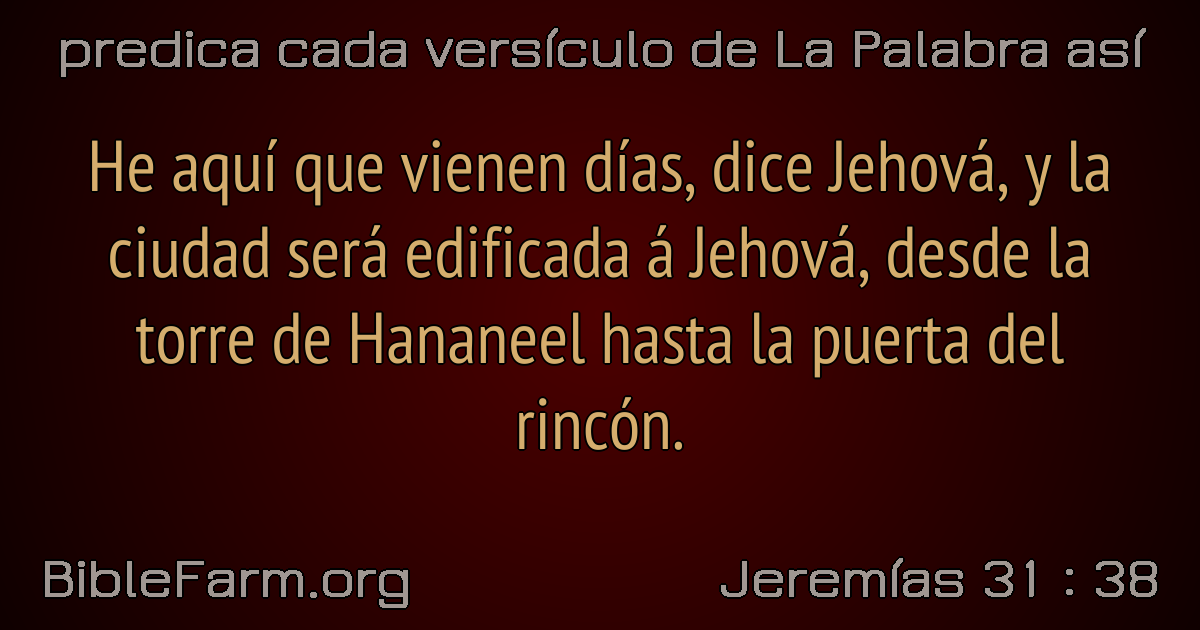 predica cada versículo de La Palabra así
He aquí que vienen días, dice Jehová, y la
ciudad será edificada á Jehová, desde la
torre de Hananeel hasta la puerta del
rincón.
BibleFarm.org
Jeremías 31 : 38